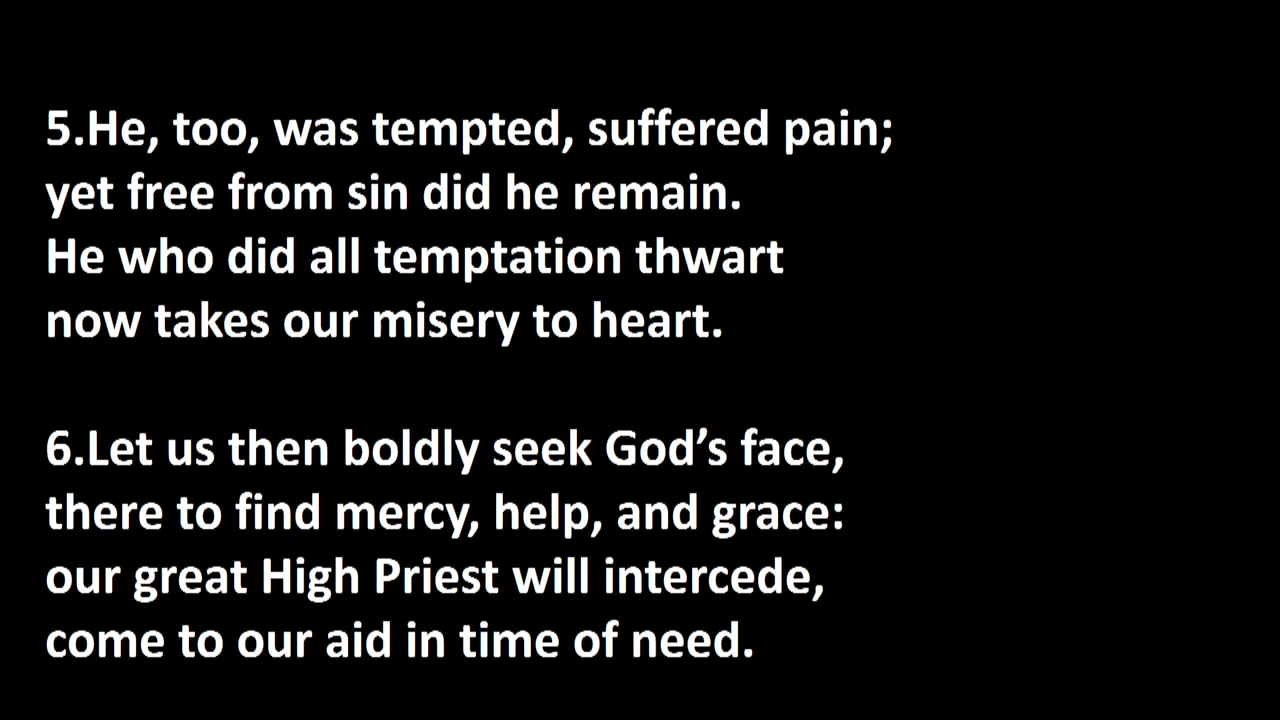 5.He, too, was tempted, suffered pain;
yet free from sin did he remain.
He who did all temptation thwart
now takes our misery to heart.
6.Let us then boldly seek God’s face,
there to find mercy, help, and grace:
our great High Priest will intercede,
come to our aid in time of need.